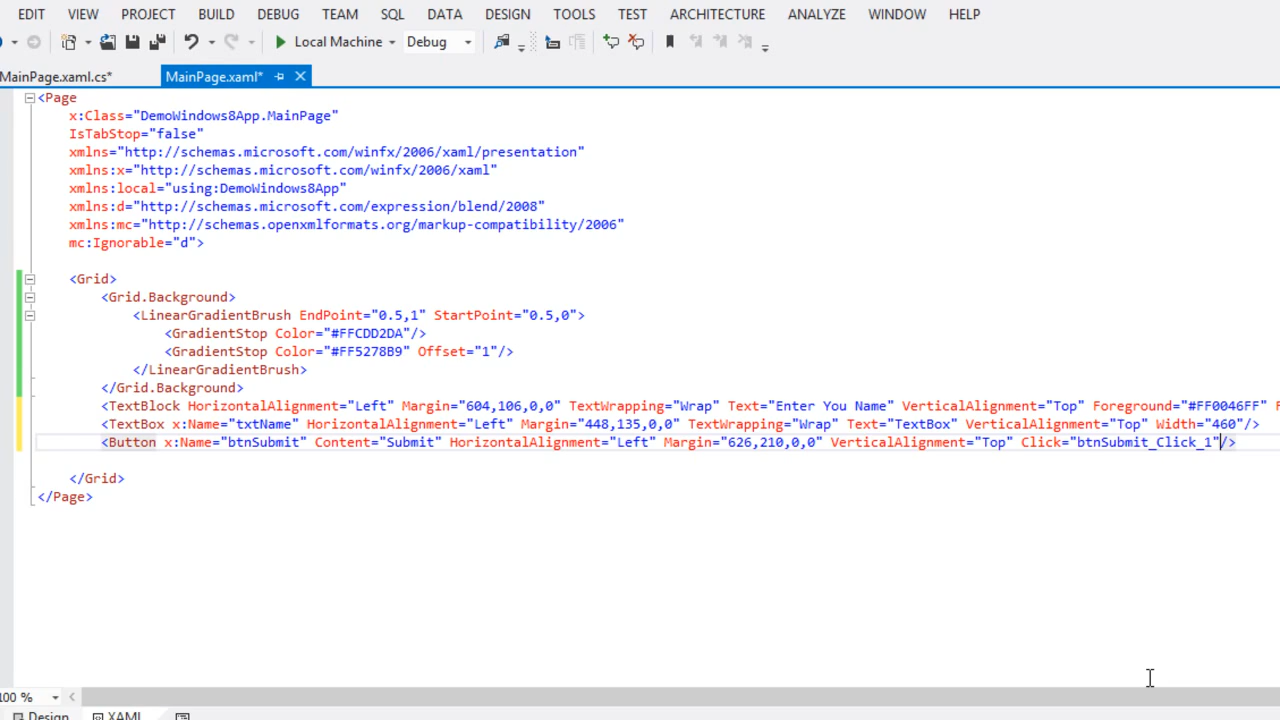 EDIT VIEW PROJECT BUILD DEBUG TEAM SQL DATA DESIGN TOOLS TEST ARCHITECTURE ANALYZE WINDOW HELP
Local Machine Debug
MainPage.xaml.cs* MainPage.xaml*
<Page
x:Class="DemoWindows8App.MainPage"
IsTabStop="false"
xmlns="http://schemas.microsoft.com/winfx/2006/xaml/presentation"
xmlns:x="http://schemas.microsoft.com/winfx/2006/xaml"
xmlns:local="using:DemoWindows8App"
xmlns:d="http://schemas.microsoft.com/expression/blend/2008"
xmlns:mc="http://schemas.openxmlformats.org/markup-compatibility/2006"
mc:Ignorable="d">
<Grid>
<Grid.Background>
<LinearGradientBrush EndPoint="0.5,1" StartPoint="0.5,0">
<GradientStop Color="#FFCDD2DA"/>
<GradientStop Color="#FF5278B9" Offset="1"/>
</LinearGradientBrush>
</Grid.Background>
<TextBlock HorizontalAlignment="Left" Margin="604,106,0,0" TextWrapping="Wrap" Text="Enter You Name" VerticalAlignment="Top" Foreground="#FF0046FF" F
<TextBox x:Name="txtName" HorizontalAlignment="Left" Margin="448,135,0,0" TextWrapping="Wrap" Text="TextBox" VerticalAlignment="Top" Width="460"/>
<Button x:Name="btnSubmit" Content="Submit" HorizontalAlignment="Left" Margin="626,210,0,0" VerticalAlignment="Top" Click="btnSubmit_Click_1"/>
</Grid>
</Page>
100 %
Design XAML